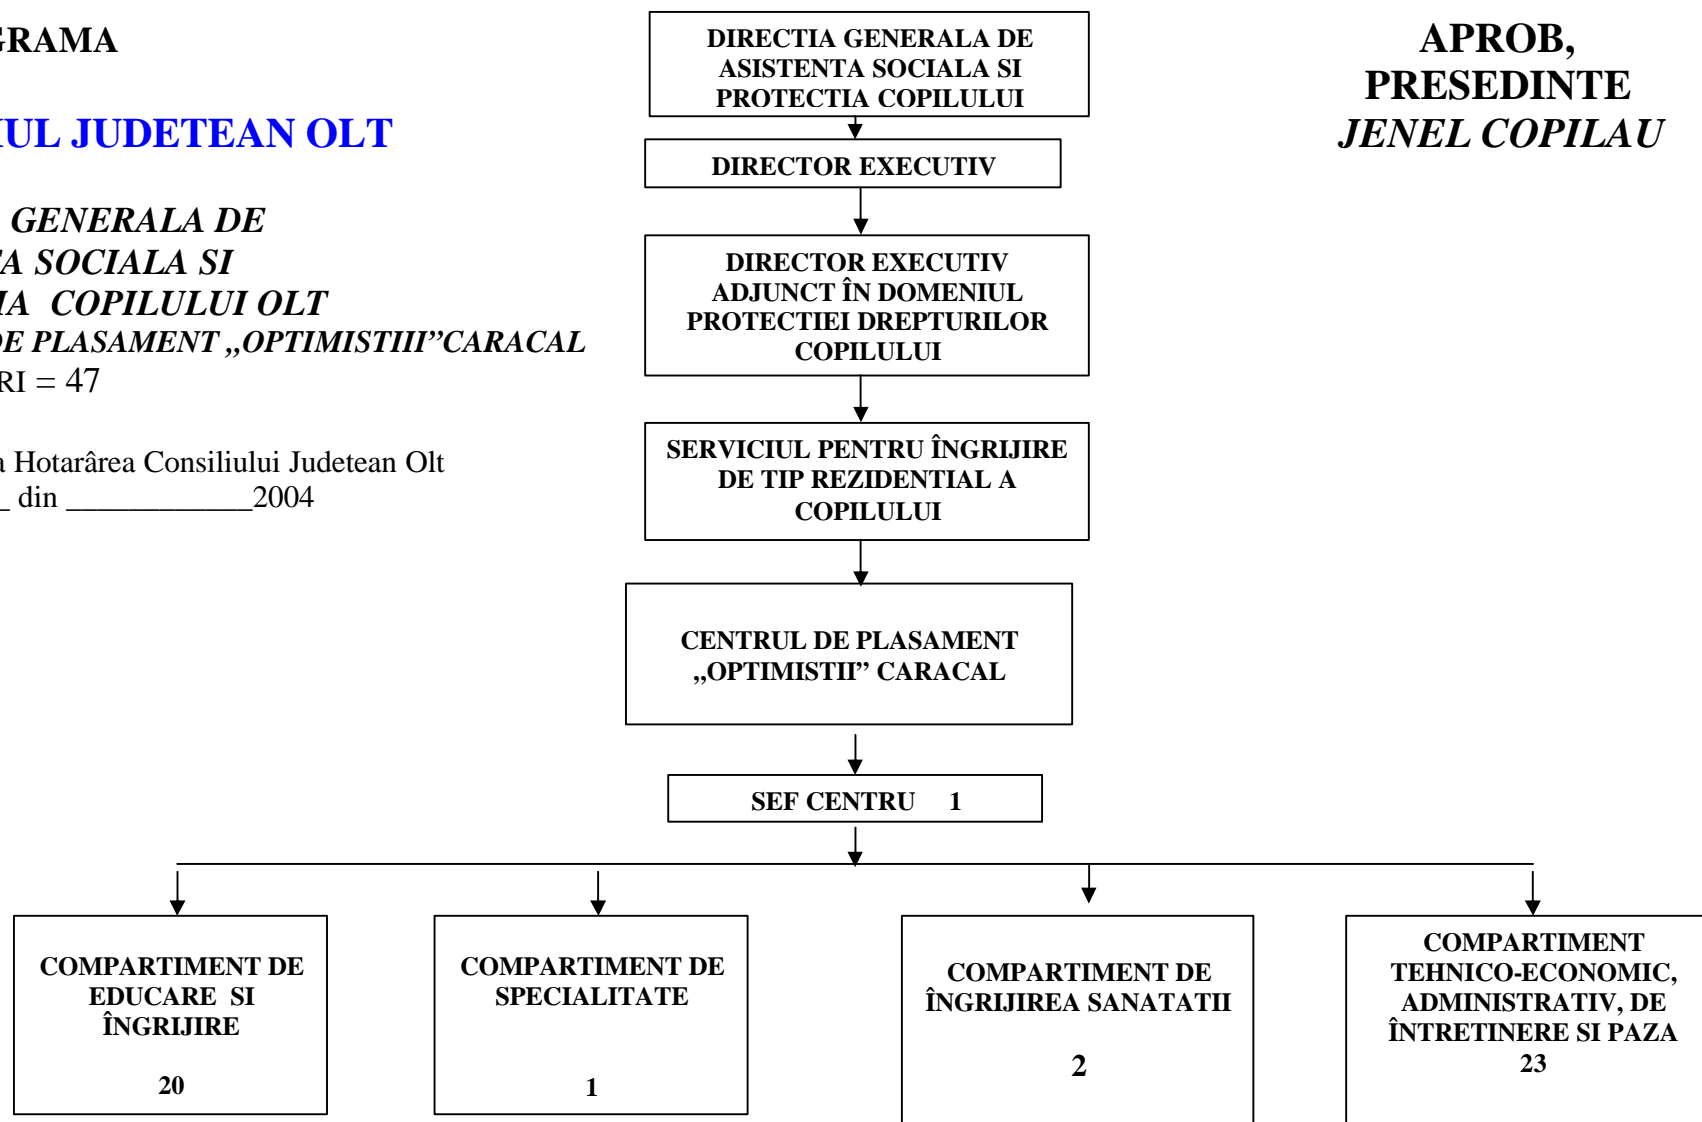 GRAMA
IUL JUDETEAN OLT
GENERALA DE
TA SOCIALA SI
IA COPILULUI OLT
DE PLASAMENT „OPTIMISTIII”CARACAL
RI = 47
a Hotarârea Consiliului Judetean Olt
_ din ____________2004
DIRECTIA GENERALA DE
ASISTENTA SOCIALA SI
PROTECTIA COPILULUI
APROB,
PRESEDINTE
JENEL COPILAU
DIRECTOR EXECUTIV
DIRECTOR EXECUTIV
ADJUNCT ÎN DOMENIUL
PROTECTIEI DREPTURILOR
COPILULUI
SERVICIUL PENTRU ÎNGRIJIRE
DE TIP REZIDENTIAL A
COPILULUI
CENTRUL DE PLASAMENT
„OPTIMISTII” CARACAL
SEF CENTRU 1
COMPARTIMENT DE
EDUCARE SI
ÎNGRIJIRE
20
COMPARTIMENT DE
SPECIALITATE
1
COMPARTIMENT DE
ÎNGRIJIREA SANATATII
2
COMPARTIMENT
TEHNICO-ECONOMIC,
ADMINISTRATIV, DE
ÎNTRETINERE SI PAZA
23